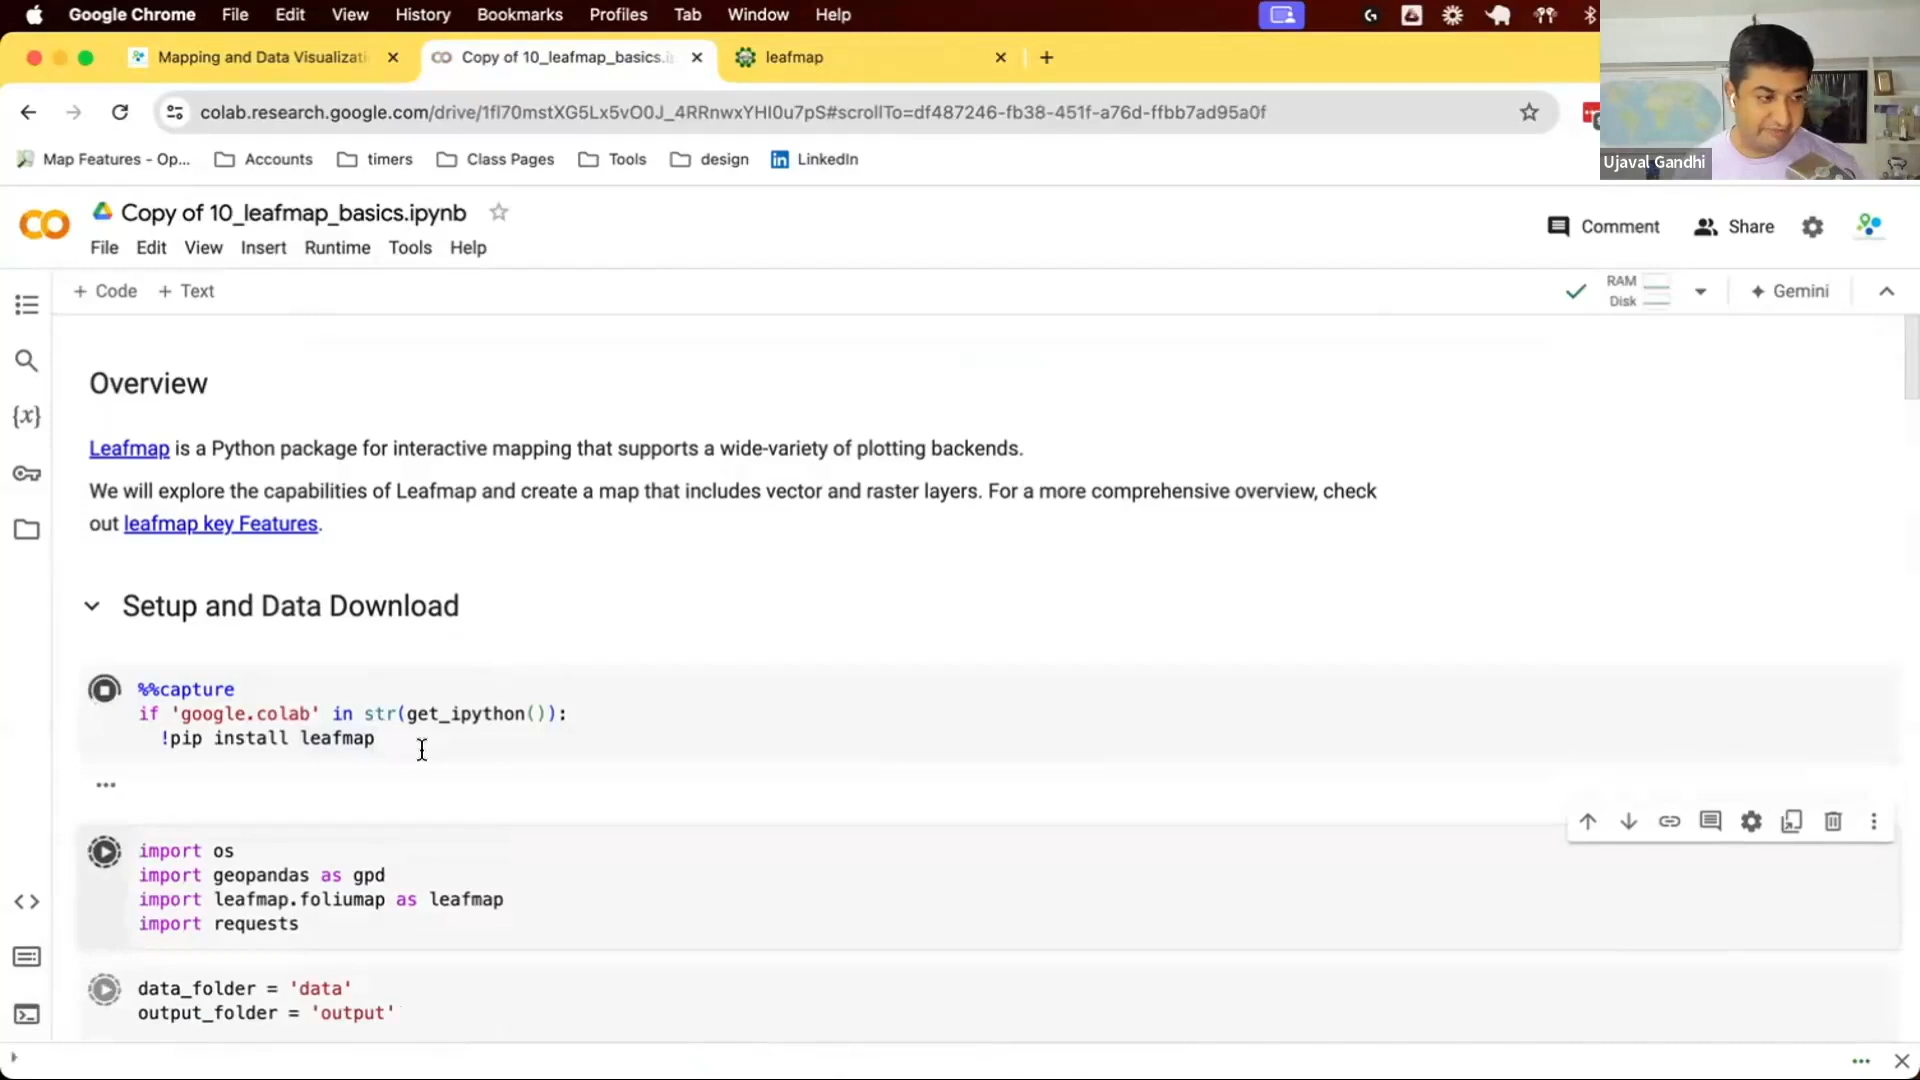 Google Chrome File Edit View History Bookmarks Profiles Tab Window Help
Mapping and Data Visualizati
Copy of 10_leafmap_basics.i
leafmap
colab.research.google.com/drive/1fI70mstXG5Lx5vO0J_4RRnwxYHI0u7pS#scrollTo=df487246-fb38-451f-a76d-ffbb7ad95a0f
Map Features - Op... Accounts timers Class Pages Tools design LinkedIn
Ujaval Gandhi
Copy of 10_leafmap_basics.ipynb
File Edit View Insert Runtime Tools Help
Comment Share
+ Code + Text
RAM
Disk
Gemini
Overview
Leafmap is a Python package for interactive mapping that supports a wide-variety of plotting backends.
We will explore the capabilities of Leafmap and create a map that includes vector and raster layers. For a more comprehensive overview, check
out leafmap key Features.
Setup and Data Download
%%capture
if 'google.colab' in str(get_ipython()):
!pip install leafmap
import os
import geopandas as gpd
import leafmap.foliumap as leafmap
import requests
data_folder = 'data'
output_folder = 'output'